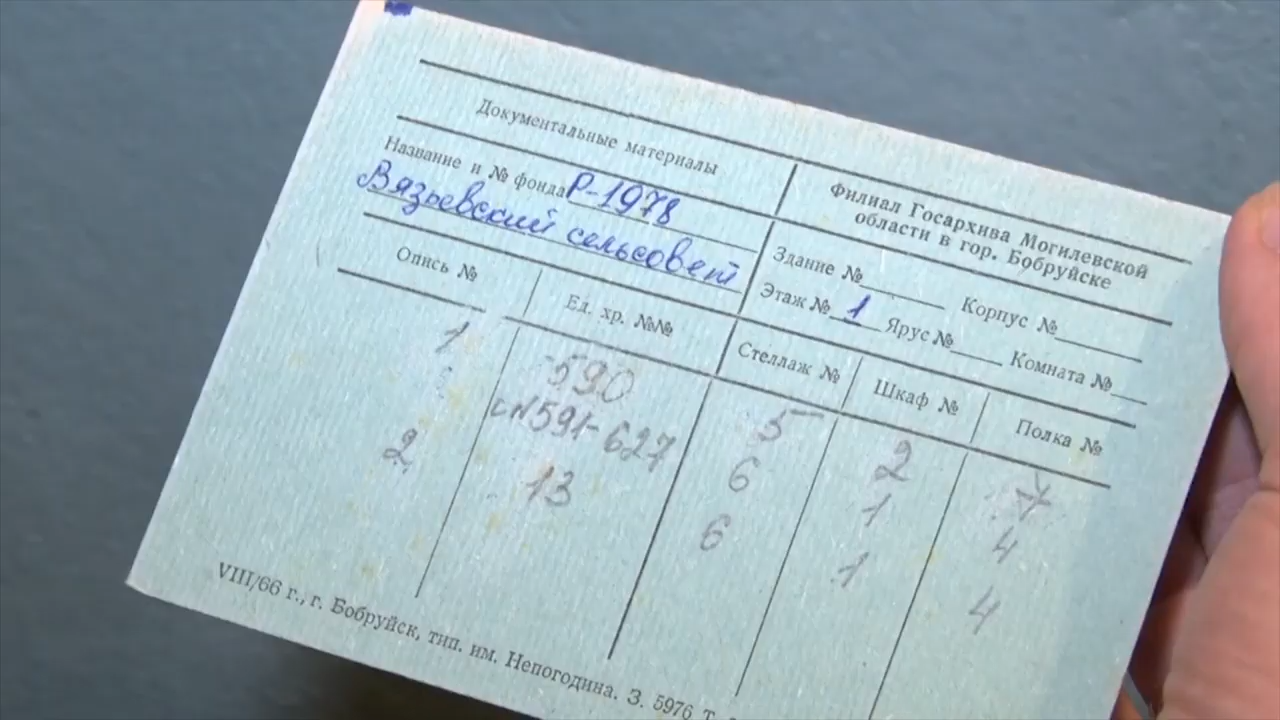 Документальные материалы
Филиал Госархива Могилевской
области в гор. Бобруйске
Название и № фонда Р-1978
Вязьевский сельсовет
Здание № Корпус №
Этаж № 1 Ярус № Комната №
Опись № Ед. хр. №№ Стеллаж № Шкаф № Полка №
1 590 5 2
с№591-627 6 1 4
2 13 6 1 4
VIII/66 г., г. Бобруйск, тип. им. Непогодина. З. 5976 Т.